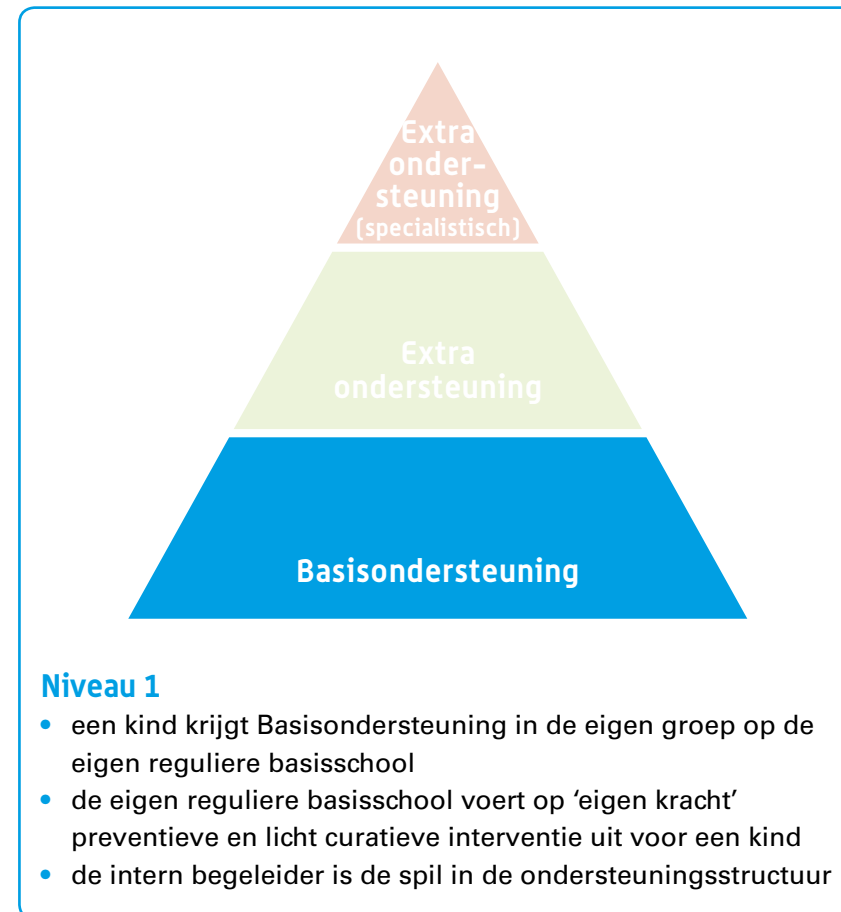 Extra
onder-
steuning
(specialistisch)
Extra
ondersteuning
Basisondersteuning
Niveau 1
• een kind krijgt Basisondersteuning in de eigen groep op de
eigen reguliere basisschool
• de eigen reguliere basisschool voert op ‘eigen kracht’
preventieve en licht curatieve interventie uit voor een kind
• de intern begeleider is de spil in de ondersteuningsstructuur